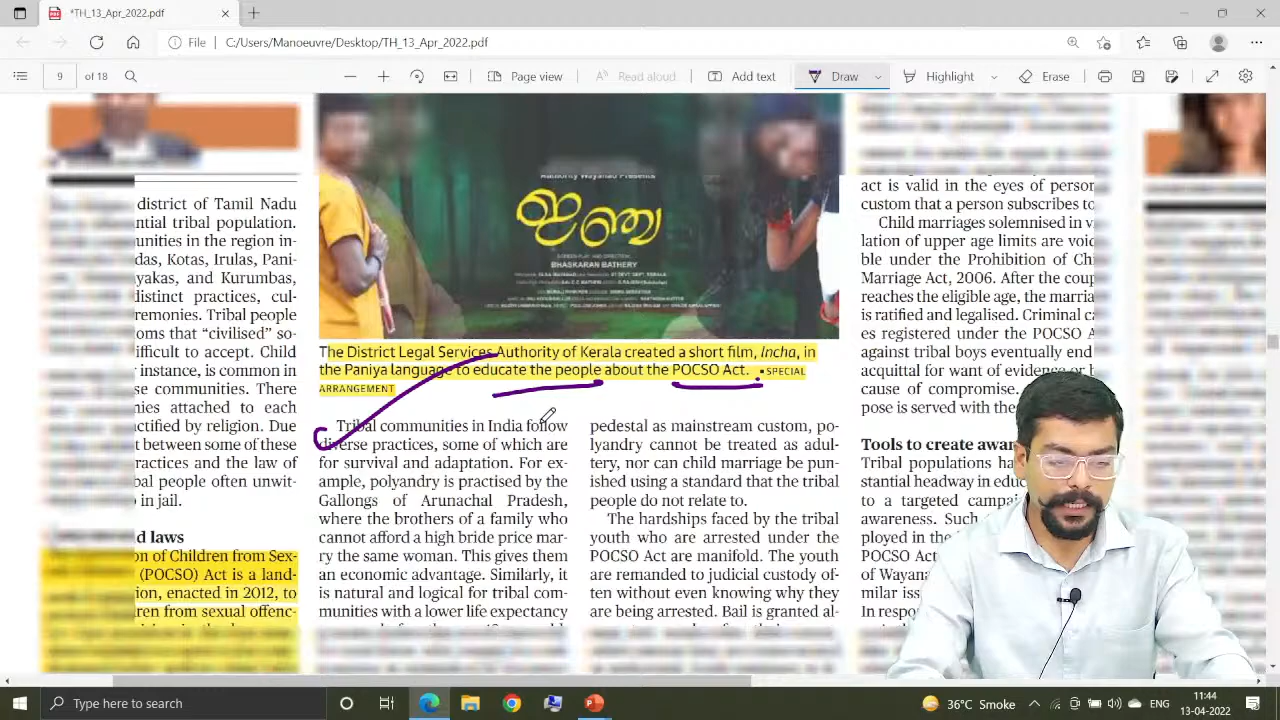 *TH_13_Apr_2022.pdf
File C:/Users/Manoeuvre/Desktop/TH_13_Apr_2022.pdf
9 of 18 Page view Read aloud Add text Draw Highlight Erase
ഇഞ്ച
SCREEN PLAY AND DIRECTION
BHASKARAN BATHERY
The District Legal Services Authority of Kerala created a short film, Incha, in
the Paniya language to educate the people about the POCSO Act. ▪ SPECIAL
ARRANGEMENT
district of Tamil Nadu
ntial tribal population.
unities in the region in-
das, Kotas, Irulas, Pani-
yakas, and Kurumbas,
distinct practices, cul-
remonies. Tribal people
oms that “civilised” so-
ifficult to accept. Child
r instance, is common in
se communities. There
nies attached to each
actified by religion. Due
t between some of these
ractices and the law of
bal people often unwit-
in jail.
d laws
on of Children from Sex-
(POCSO) Act is a land-
ion, enacted in 2012, to
ren from sexual offenc-
Tribal communities in India follow
diverse practices, some of which are
for survival and adaptation. For ex-
ample, polyandry is practised by the
Gallongs of Arunachal Pradesh,
where the brothers of a family who
cannot afford a high bride price mar-
ry the same woman. This gives them
an economic advantage. Similarly, it
is natural and logical for tribal com-
munities with a lower life expectancy
pedestal as mainstream custom, po-
lyandry cannot be treated as adul-
tery, nor can child marriage be pun-
ished using a standard that the tribal
people do not relate to.
The hardships faced by the tribal
youth who are arrested under the
POCSO Act are manifold. The youth
are remanded to judicial custody of-
ten without even knowing why they
are being arrested. Bail is granted al-
act is valid in the eyes of person
custom that a person subscribes to
Child marriages solemnised in v
lation of upper age limits are voi
ble under the Prohibition of Ch
Marriage Act, 2006. After the
reaches the eligible age, the marria
is ratified and legalised. Criminal c
es registered under the POCSO A
against tribal boys eventually end
acquittal for want of evidence or b
cause of compromise.
pose is served with the
Tools to create awar
Tribal populations ha
stantial headway in edu
to a targeted campai
awareness. Such
ployed in the
POCSO Act
of Wayana
milar iss
In respo
Type here to search
36°C Smoke
ENG
11:44
13-04-2022